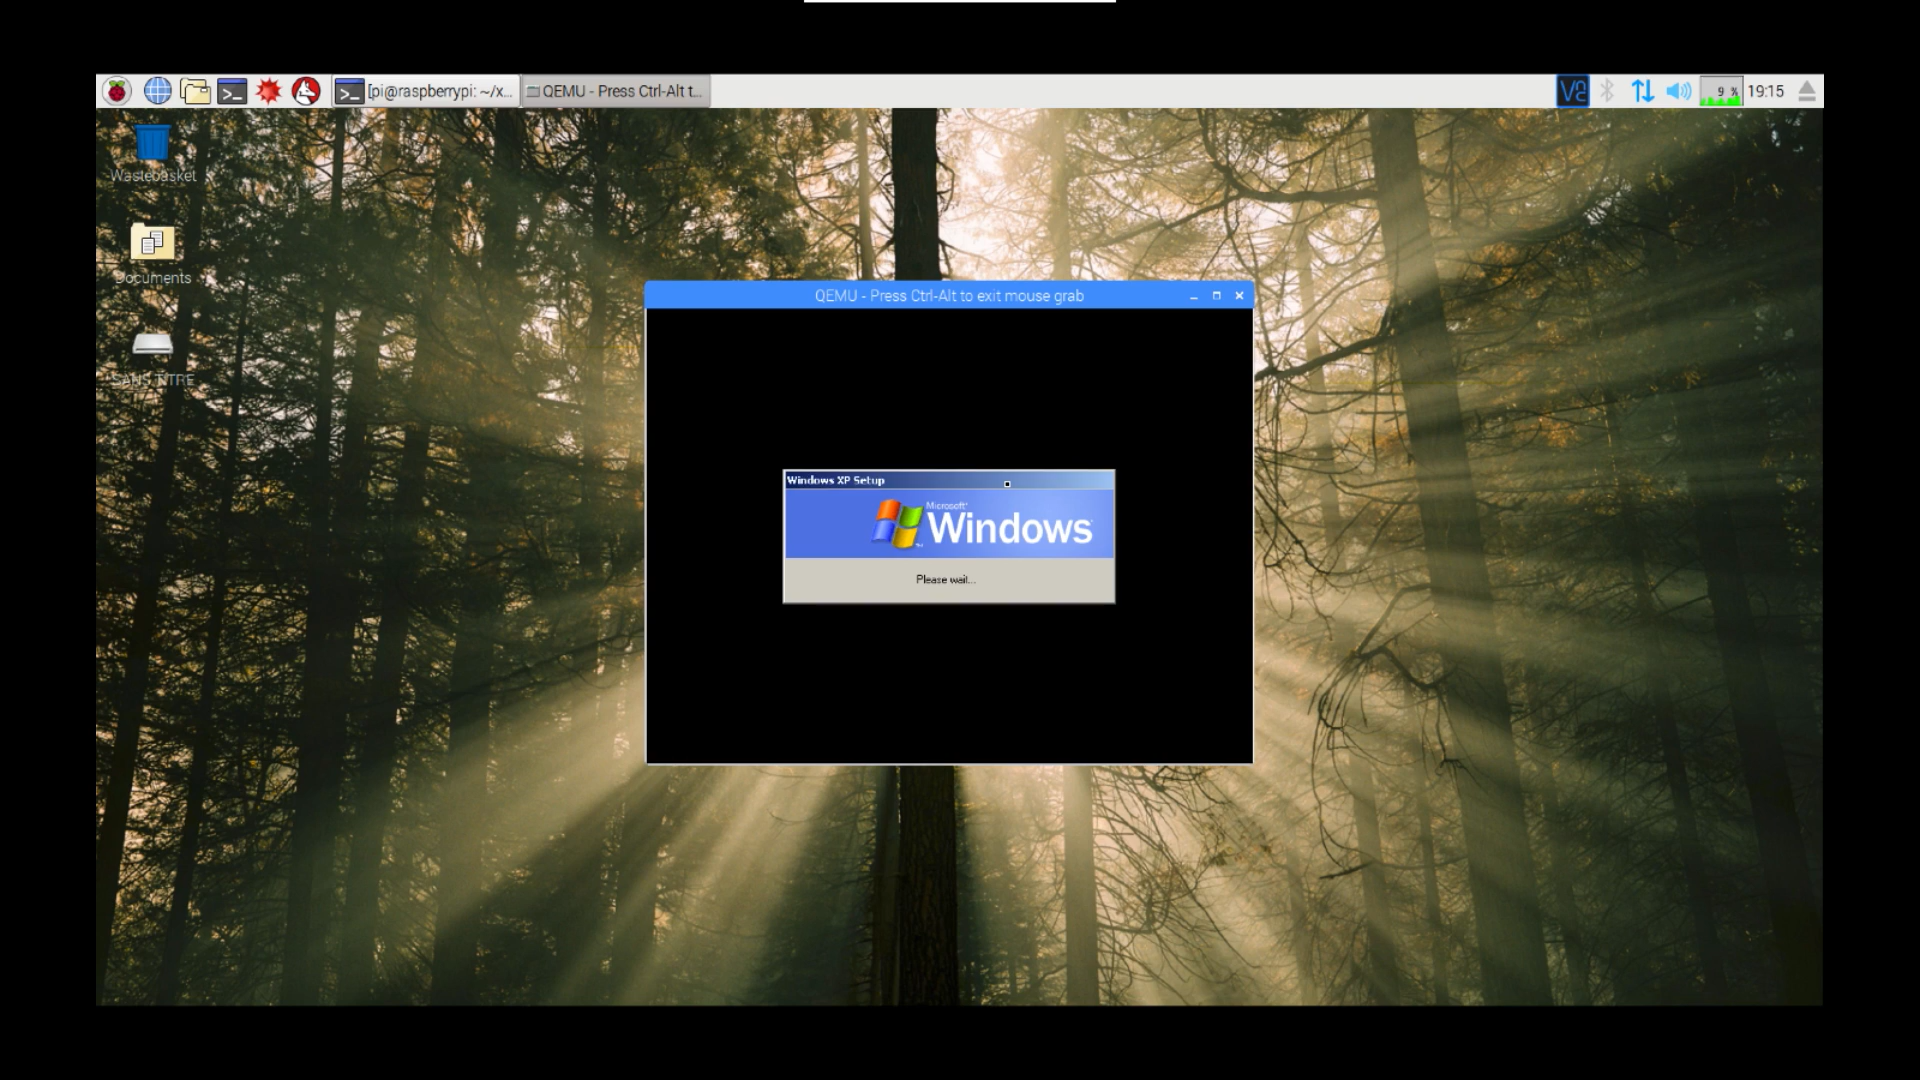 [pi@raspberrypi: ~/x...
QEMU - Press Ctrl-Alt t...
9 %
19:15
Wastebasket
Documents
SANS TITRE
QEMU - Press Ctrl-Alt to exit mouse grab
Windows XP Setup
Microsoft
Windows
Please wait...